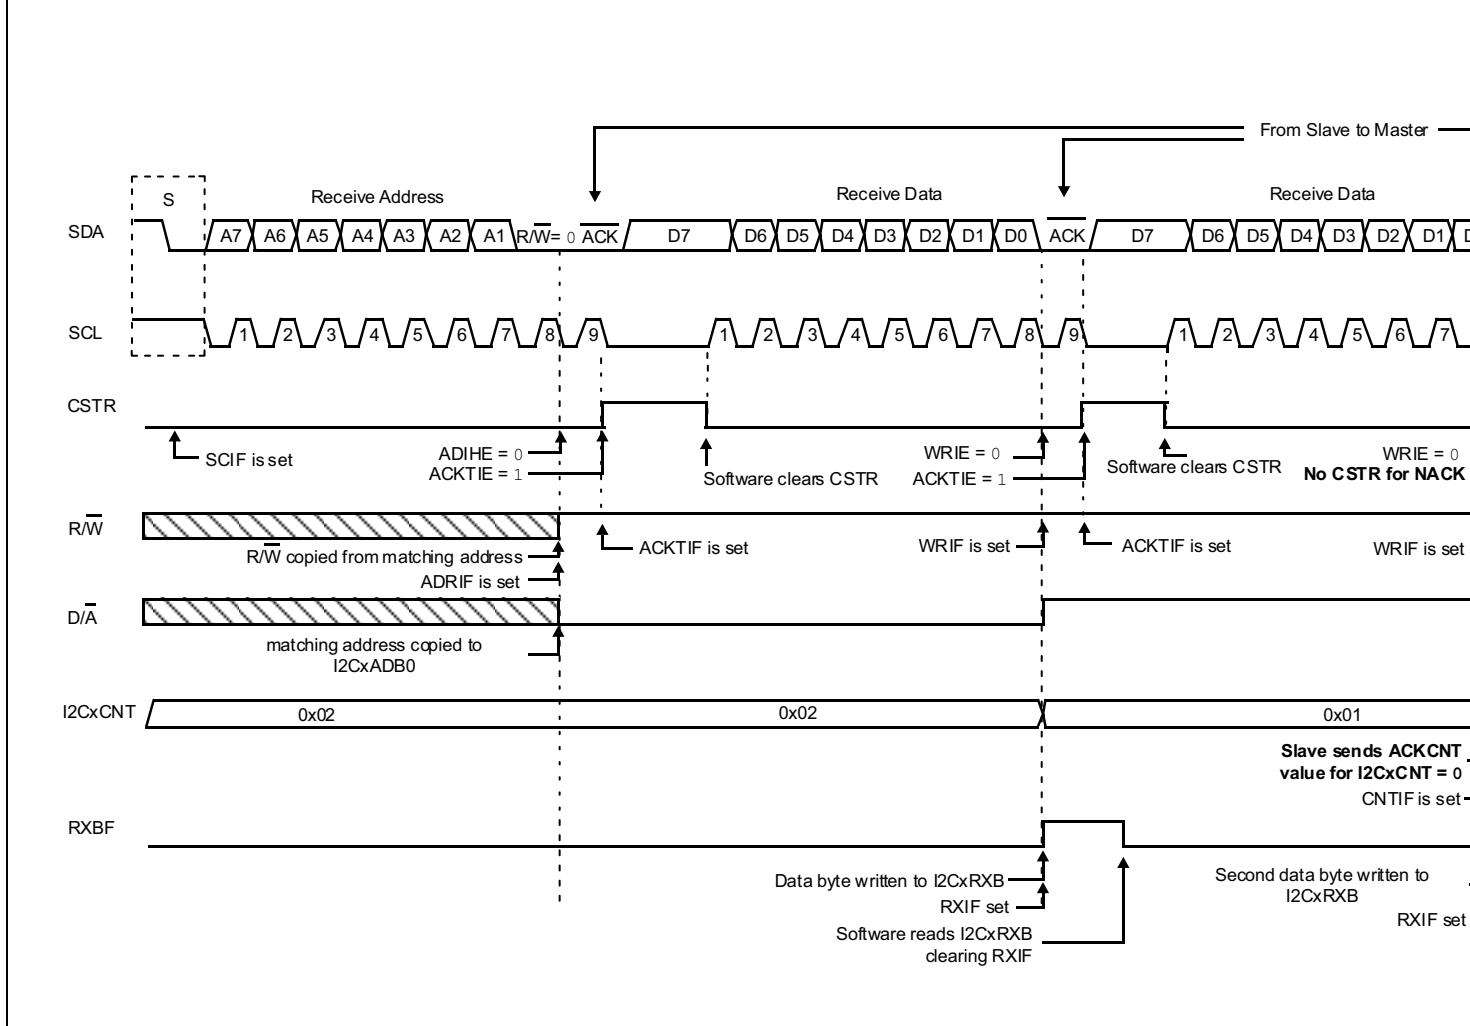 From Slave to Master
S
Receive Address
Receive Data
Receive Data
SDA
A7 A6 A5 A4 A3 A2 A1 R/W̅= 0 A̅C̅K̅ D7 D6 D5 D4 D3 D2 D1 D0 A̅C̅K̅ D7 D6 D5 D4 D3 D2 D1
SCL
1 2 3 4 5 6 7 8 9 1 2 3 4 5 6 7 8 9 1 2 3 4 5 6 7
CSTR
SCIF is set
ADIHE = 0
ACKTIE = 1
Software clears CSTR
WRIE = 0
ACKTIE = 1
Software clears CSTR
WRIE = 0
No CSTR for NACK
R/W̅
R/W̅ copied from matching address
ADRIF is set
ACKTIF is set
WRIF is set
ACKTIF is set
WRIF is set
D/A̅
matching address copied to
I2CxADB0
I2CxCNT
0x02
0x02
0x01
Slave sends ACKCNT
value for I2CxCNT = 0
CNTIF is set
RXBF
Data byte written to I2CxRXB
RXIF set
Software reads I2CxRXB
clearing RXIF
Second data byte written to
I2CxRXB
RXIF set